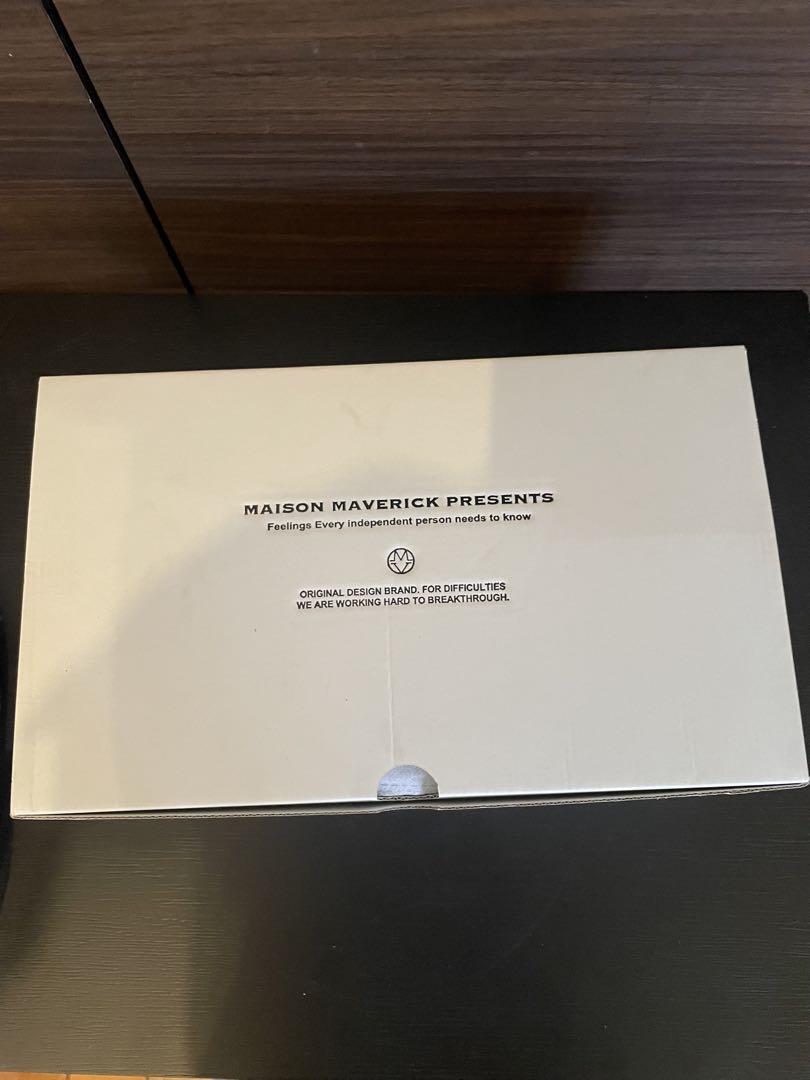 MAISON MAVERICK PRESENTS
Feelings Every independent person needs to know
ORIGINAL DESIGN BRAND. FOR DIFFICULTIES
WE ARE WORKING HARD TO BREAKTHROUGH.